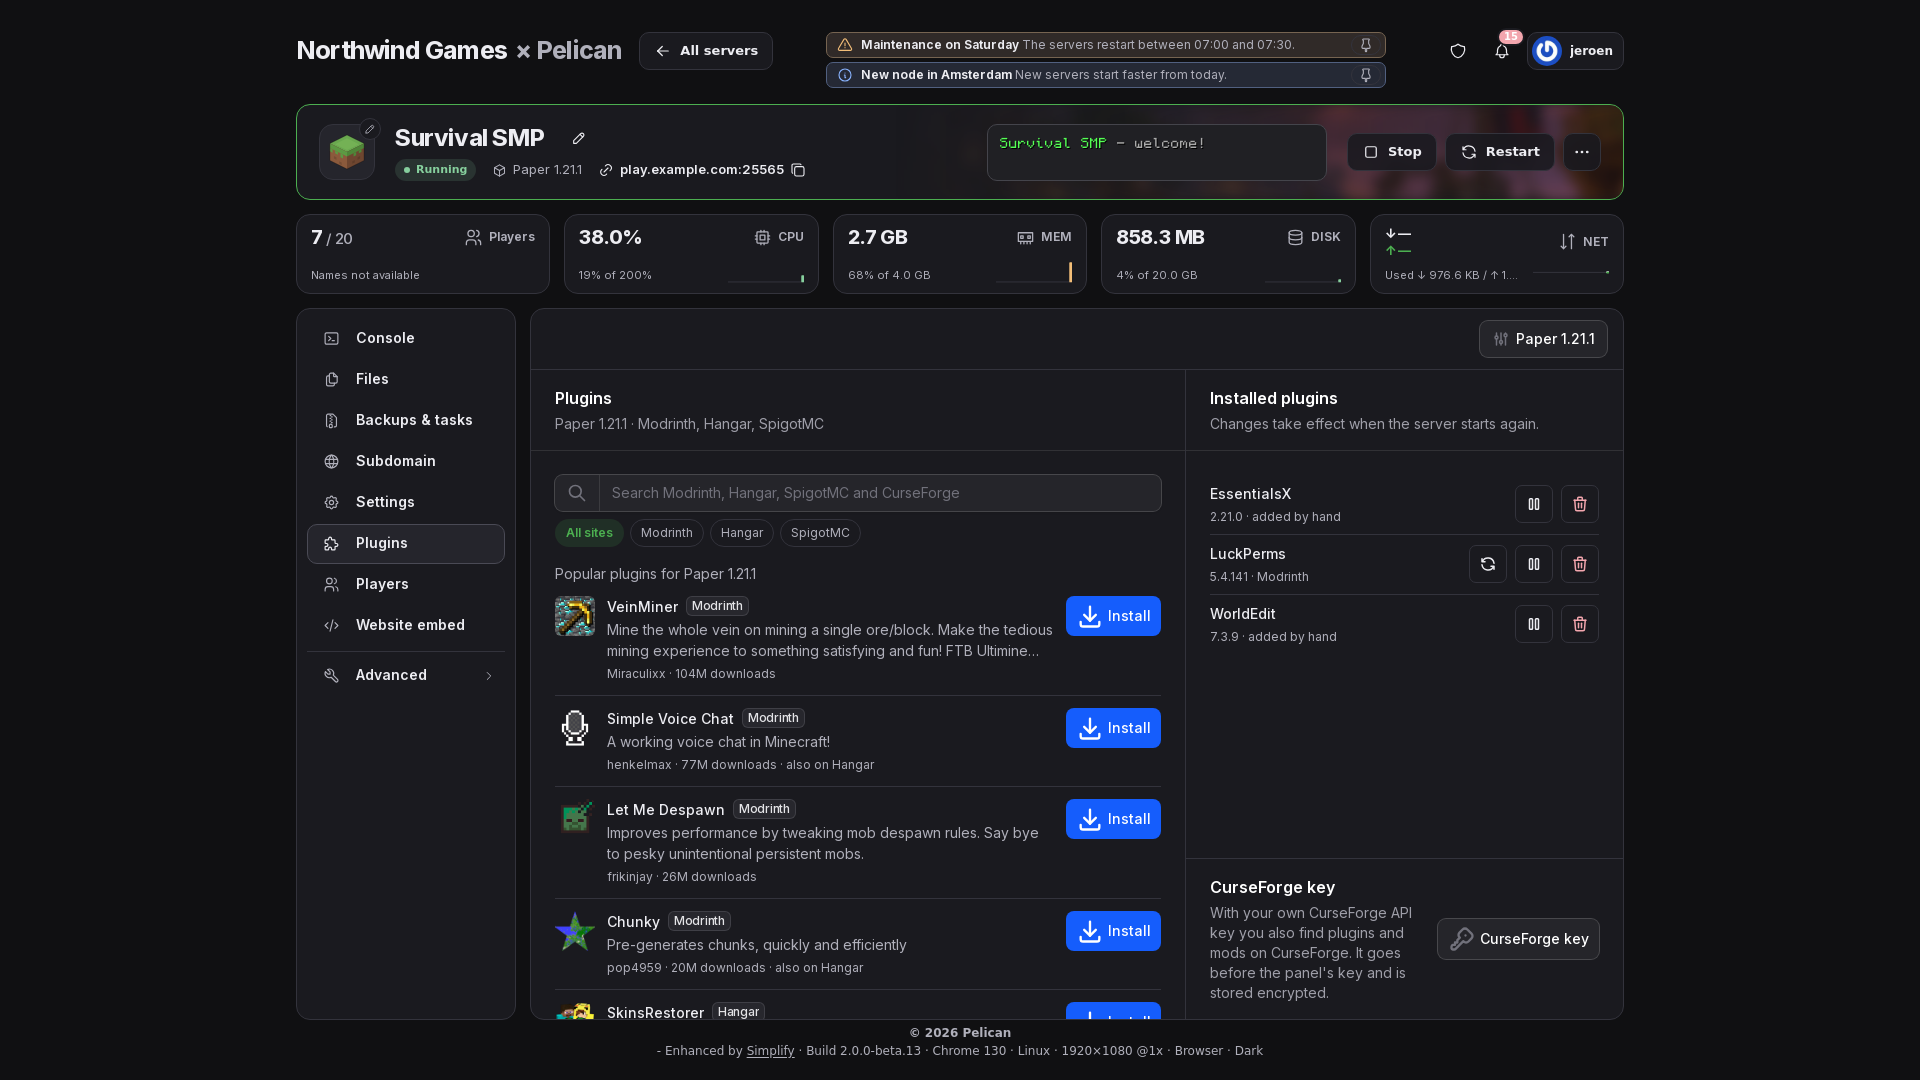 Northwind Games × Pelican
All servers
Maintenance on Saturday The servers restart between 07:00 and 07:30.
New node in Amsterdam New servers start faster from today.
15
jeroen
Survival SMP
Running
Paper 1.21.1
play.example.com:25565
Survival SMP - welcome!
Stop
Restart
7 / 20
Players
Names not available
38.0%
CPU
19% of 200%
2.7 GB
MEM
68% of 4.0 GB
858.3 MB
DISK
4% of 20.0 GB
↓—
↑—
NET
Used ↓ 976.6 KB / ↑ 1....
Console
Files
Backups & tasks
Subdomain
Settings
Plugins
Players
Website embed
Advanced
Paper 1.21.1
Plugins
Paper 1.21.1 · Modrinth, Hangar, SpigotMC
Search Modrinth, Hangar, SpigotMC and CurseForge
All sites
Modrinth
Hangar
SpigotMC
Popular plugins for Paper 1.21.1
VeinMiner Modrinth
Mine the whole vein on mining a single ore/block. Make the tedious
mining experience to something satisfying and fun! FTB Ultimine…
Miraculixx · 104M downloads
Install
Simple Voice Chat Modrinth
A working voice chat in Minecraft!
henkelmax · 77M downloads · also on Hangar
Install
Let Me Despawn Modrinth
Improves performance by tweaking mob despawn rules. Say bye
to pesky unintentional persistent mobs.
frikinjay · 26M downloads
Install
Chunky Modrinth
Pre-generates chunks, quickly and efficiently
pop4959 · 20M downloads · also on Hangar
Install
SkinsRestorer Hangar
Install
Installed plugins
Changes take effect when the server starts again.
EssentialsX
2.21.0 · added by hand
LuckPerms
5.4.141 · Modrinth
WorldEdit
7.3.9 · added by hand
CurseForge key
With your own CurseForge API
key you also find plugins and
mods on CurseForge. It goes
before the panel's key and is
stored encrypted.
CurseForge key
© 2026 Pelican
- Enhanced by Simplify · Build 2.0.0-beta.13 · Chrome 130 · Linux · 1920×1080 @1x · Browser · Dark